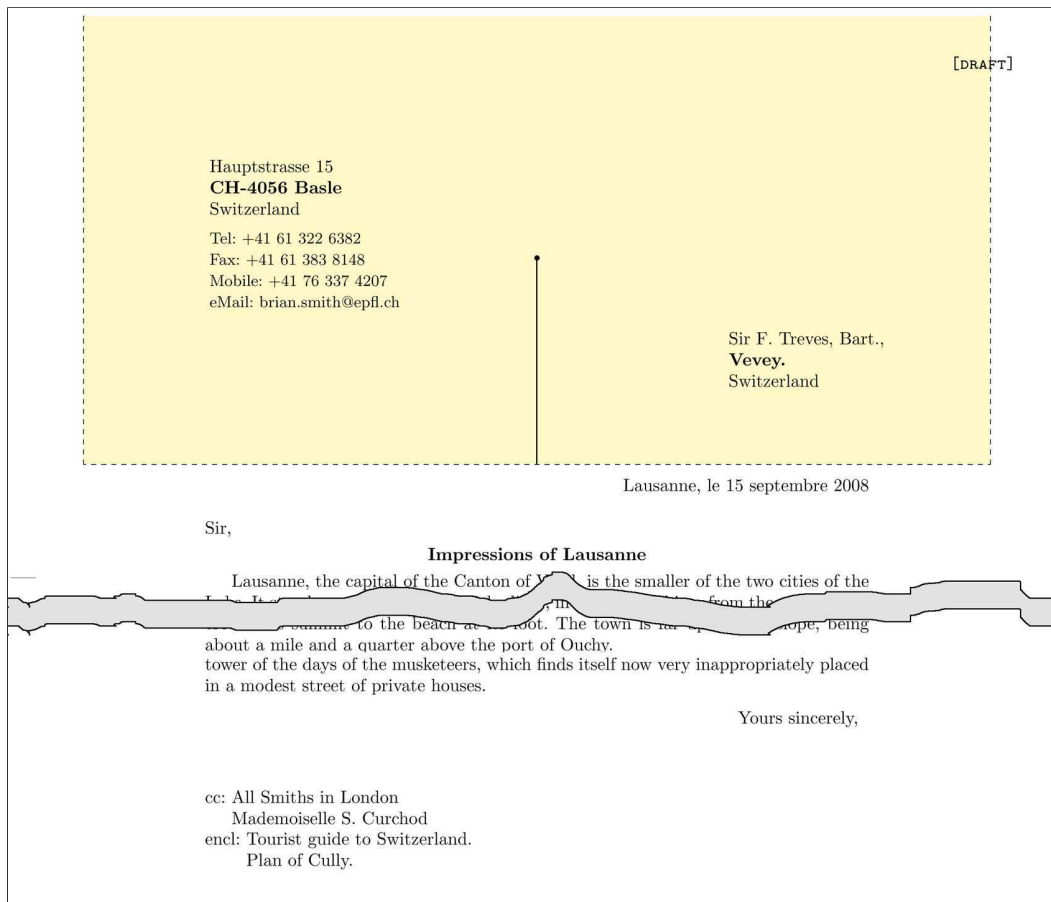 [DRAFT]
Hauptstrasse 15
CH-4056 Basle
Switzerland
Tel: +41 61 322 6382
Fax: +41 61 383 8148
Mobile: +41 76 337 4207
eMail: brian.smith@epfl.ch
Sir F. Treves, Bart.,
Vevey.
Switzerland
Lausanne, le 15 septembre 2008
Sir,
Impressions of Lausanne
Lausanne, the capital of the Canton of is the smaller of the two cities of the
from the
to the beach at foot. The town is being
about a mile and a quarter above the port of Ouchy.
tower of the days of the musketeers, which finds itself now very inappropriately placed
in a modest street of private houses.
Yours sincerely,
cc: All Smiths in London
Mademoiselle S. Curchod
encl: Tourist guide to Switzerland.
Plan of Cully.